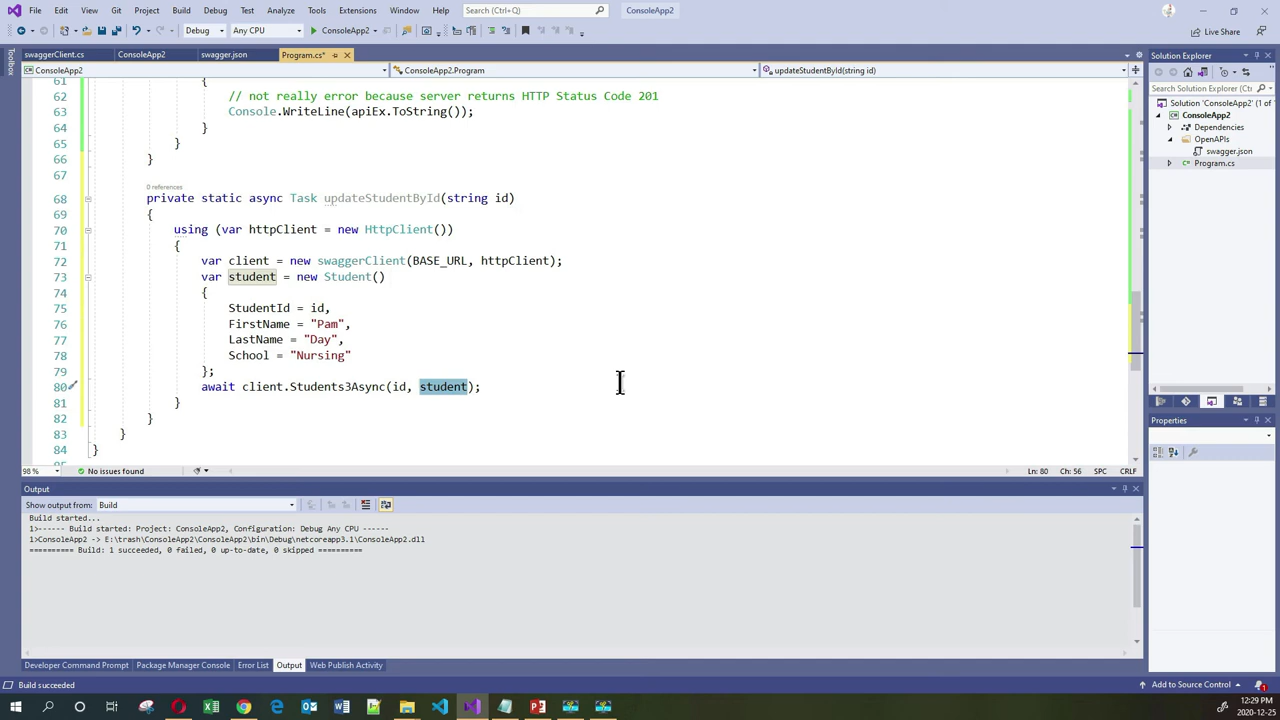 File Edit View Git Project Build Debug Test Analyze Tools Extensions Window Help Search (Ctrl+Q) ConsoleApp2
Debug Any CPU ConsoleApp2 Live Share
Toolbox
swaggerClient.cs ConsoleApp2 swagger.json Program.cs*
ConsoleApp2 ConsoleApp2.Program updateStudentById(string id)
61 {
62 // not really error because server returns HTTP Status Code 201
63 Console.WriteLine(apiEx.ToString());
64 }
65 }
66 }
67
0 references
68 private static async Task updateStudentById(string id)
69 {
70 using (var httpClient = new HttpClient())
71 {
72 var client = new swaggerClient(BASE_URL, httpClient);
73 var student = new Student()
74 {
75 StudentId = id,
76 FirstName = "Pam",
77 LastName = "Day",
78 School = "Nursing"
79 };
80 await client.Students3Async(id, student);
81 }
82 }
83 }
84 }
98 % No issues found Ln: 80 Ch: 56 SPC CRLF
Output
Show output from: Build
Build started...
1>------ Build started: Project: ConsoleApp2, Configuration: Debug Any CPU ------
1>ConsoleApp2 -> E:\trash\ConsoleApp2\ConsoleApp2\bin\Debug\netcoreapp3.1\ConsoleApp2.dll
========== Build: 1 succeeded, 0 failed, 0 up-to-date, 0 skipped ==========
Developer Command Prompt Package Manager Console Error List Output Web Publish Activity
Solution Explorer
Search Solution Explorer (Ctrl+;)
Solution 'ConsoleApp2' (1 of
ConsoleApp2
Dependencies
OpenAPIs
swagger.json
Program.cs
Properties
Build succeeded Add to Source Control 1
12:29 PM
2020-12-25